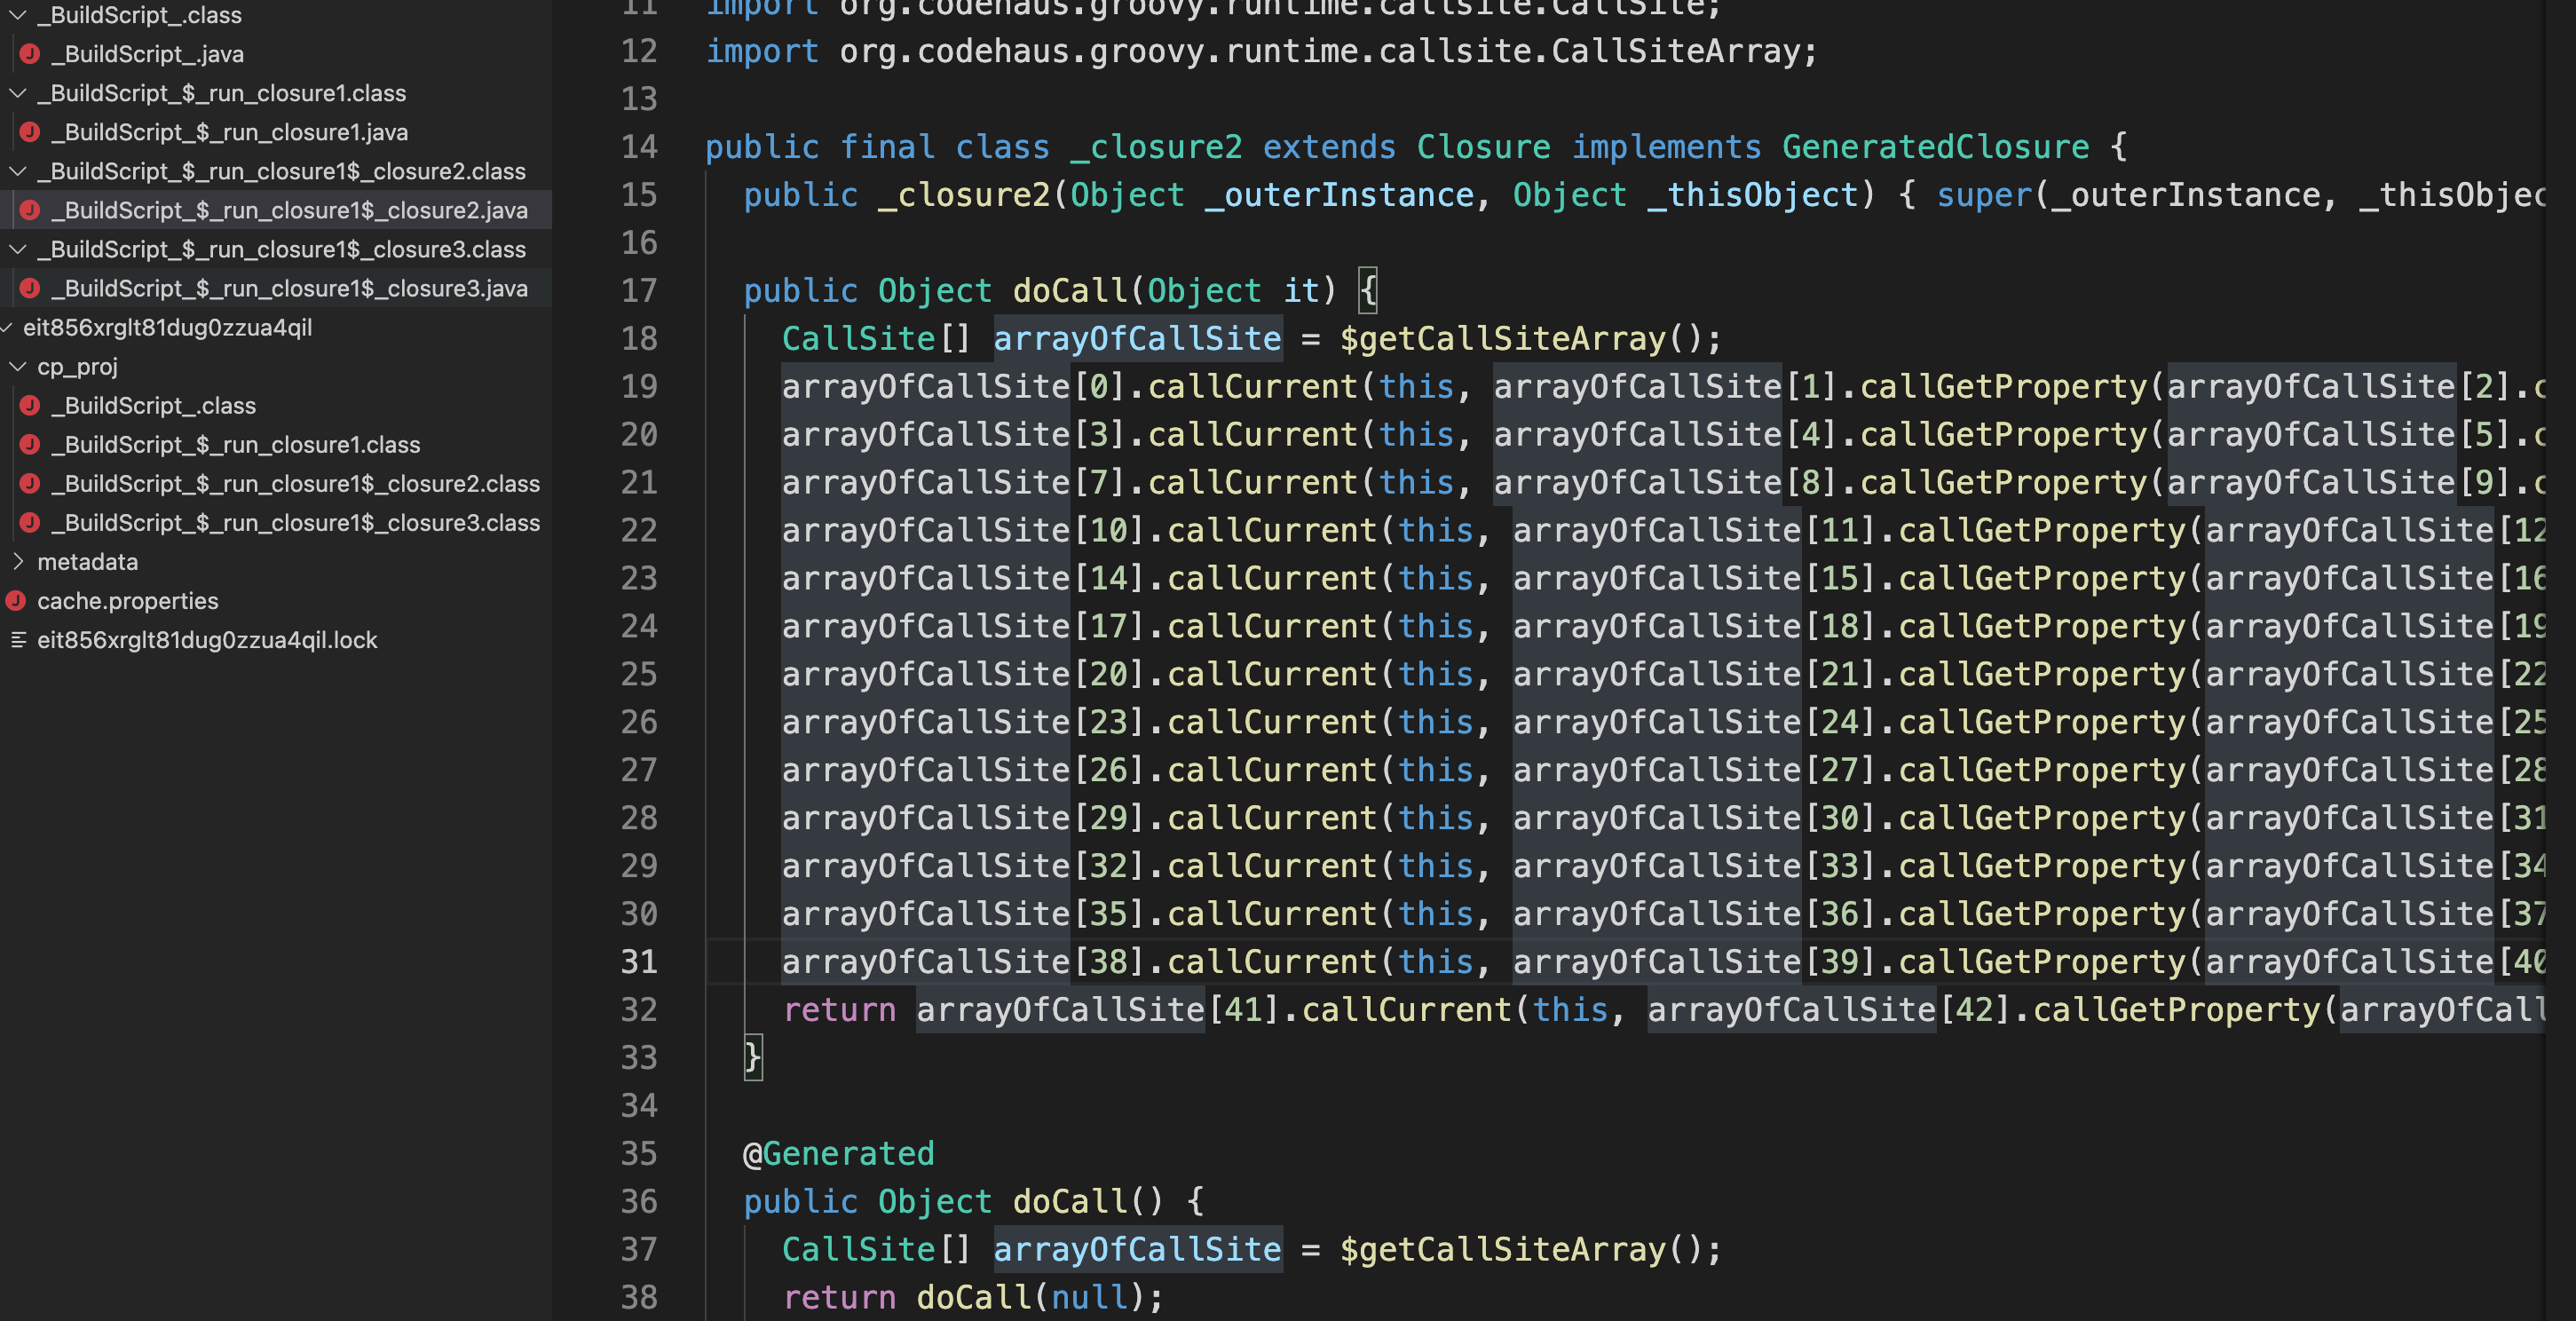 _BuildScript_.class
_BuildScript_.java
_BuildScript_$_run_closure1.class
_BuildScript_$_run_closure1.java
_BuildScript_$_run_closure1$_closure2.class
_BuildScript_$_run_closure1$_closure2.java
_BuildScript_$_run_closure1$_closure3.class
_BuildScript_$_run_closure1$_closure3.java
eit856xrglt81dug0zzua4qil
cp_proj
_BuildScript_.class
_BuildScript_$_run_closure1.class
_BuildScript_$_run_closure1$_closure2.class
_BuildScript_$_run_closure1$_closure3.class
metadata
cache.properties
eit856xrglt81dug0zzua4qil.lock
11 import org.codehaus.groovy.runtime.callsite.CallSite;
12 import org.codehaus.groovy.runtime.callsite.CallSiteArray;
13
14 public final class _closure2 extends Closure implements GeneratedClosure {
15 public _closure2(Object _outerInstance, Object _thisObject) { super(_outerInstance, _thisObjec
16
17 public Object doCall(Object it) {
18 CallSite[] arrayOfCallSite = $getCallSiteArray();
19 arrayOfCallSite[0].callCurrent(this, arrayOfCallSite[1].callGetProperty(arrayOfCallSite[2].c
20 arrayOfCallSite[3].callCurrent(this, arrayOfCallSite[4].callGetProperty(arrayOfCallSite[5].c
21 arrayOfCallSite[7].callCurrent(this, arrayOfCallSite[8].callGetProperty(arrayOfCallSite[9].c
22 arrayOfCallSite[10].callCurrent(this, arrayOfCallSite[11].callGetProperty(arrayOfCallSite[12
23 arrayOfCallSite[14].callCurrent(this, arrayOfCallSite[15].callGetProperty(arrayOfCallSite[16
24 arrayOfCallSite[17].callCurrent(this, arrayOfCallSite[18].callGetProperty(arrayOfCallSite[19
25 arrayOfCallSite[20].callCurrent(this, arrayOfCallSite[21].callGetProperty(arrayOfCallSite[22
26 arrayOfCallSite[23].callCurrent(this, arrayOfCallSite[24].callGetProperty(arrayOfCallSite[25
27 arrayOfCallSite[26].callCurrent(this, arrayOfCallSite[27].callGetProperty(arrayOfCallSite[28
28 arrayOfCallSite[29].callCurrent(this, arrayOfCallSite[30].callGetProperty(arrayOfCallSite[31
29 arrayOfCallSite[32].callCurrent(this, arrayOfCallSite[33].callGetProperty(arrayOfCallSite[34
30 arrayOfCallSite[35].callCurrent(this, arrayOfCallSite[36].callGetProperty(arrayOfCallSite[37
31 arrayOfCallSite[38].callCurrent(this, arrayOfCallSite[39].callGetProperty(arrayOfCallSite[40
32 return arrayOfCallSite[41].callCurrent(this, arrayOfCallSite[42].callGetProperty(arrayOfCall
33 }
34
35 @Generated
36 public Object doCall() {
37 CallSite[] arrayOfCallSite = $getCallSiteArray();
38 return doCall(null);